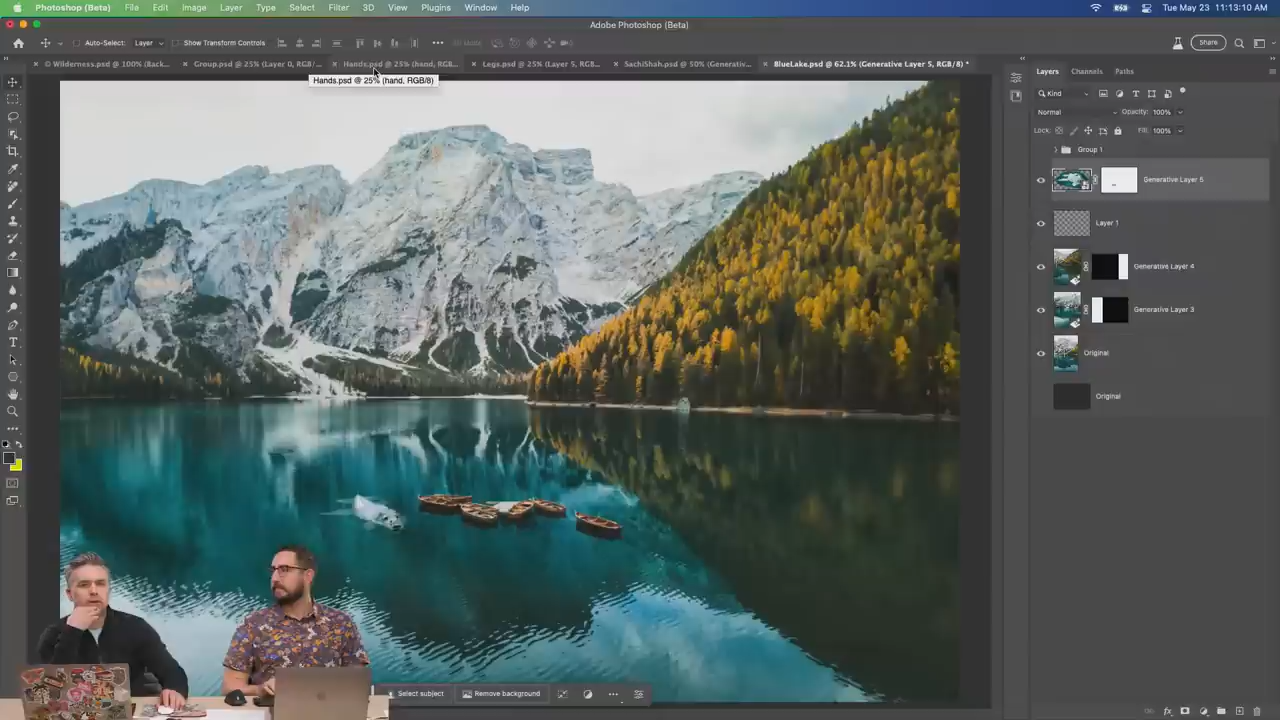 Photoshop (Beta) File Edit Image Layer Type Select Filter 3D View Plugins Window Help Tue May 23 11:13:10 AM
Adobe Photoshop (Beta)
Auto-Select: Layer Show Transform Controls 3D Mode: Share
© Wilderness.psd @ 100% (Back... Group.psd @ 25% (Layer 0, RGB/... Hands.psd @ 25% (hand, RGB... Legs.psd @ 25% (Layer 5, RGB... SachiShah.psd @ 50% (Generativ... BlueLake.psd @ 62.1% (Generative Layer 5, RGB/8) *
Hands.psd @ 25% (hand, RGB/8)
Layers Channels Paths
Kind
Normal Opacity: 100%
Lock: Fill: 100%
Group 1
Generative Layer 5
Layer 1
Generative Layer 4
Generative Layer 3
Original
Original
Select subject Remove background